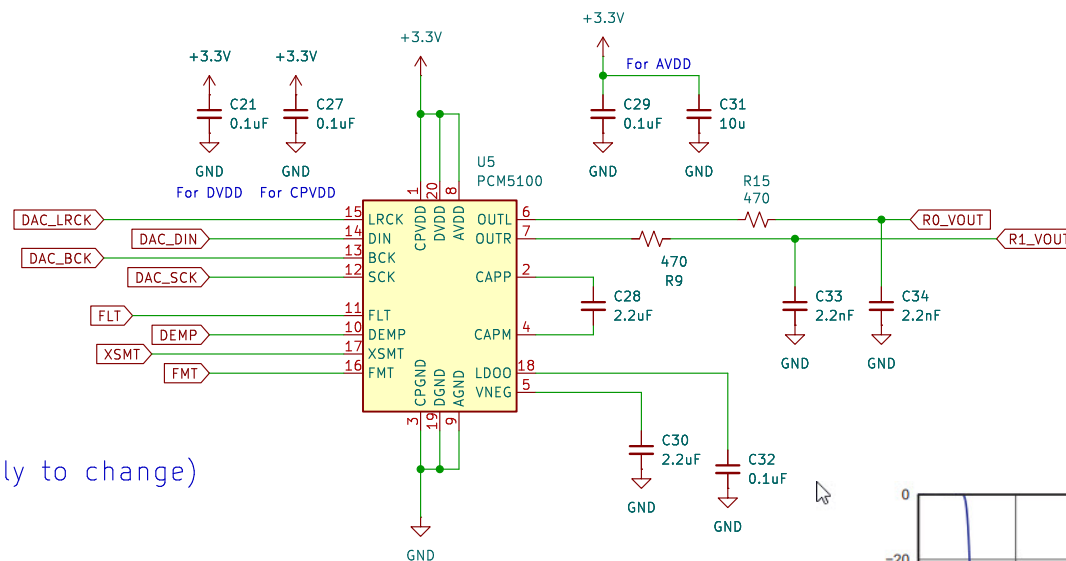 +3.3V
+3.3V
+3.3V
+3.3V
For AVDD
C21
0.1uF
C27
0.1uF
C29
0.1uF
C31
10u
GND
GND
GND
GND
For DVDD
For CPVDD
U5
PCM5100
R15
470
1
20
8
CPVDD
DVDD
AVDD
DAC_LRCK
15
LRCK
OUTL
6
R0_VOUT
DAC_DIN
14
DIN
OUTR
7
R1_VOUT
DAC_BCK
13
BCK
470
R9
DAC_SCK
12
SCK
CAPP
2
C28
2.2uF
C33
2.2nF
C34
2.2nF
FLT
11
FLT
DEMP
10
DEMP
CAPM
4
XSMT
17
XSMT
GND
GND
FMT
16
FMT
LDOO
18
VNEG
5
CPGND
DGND
AGND
3
19
9
C30
2.2uF
C32
0.1uF
ly to change)
GND
GND
GND
0
-20